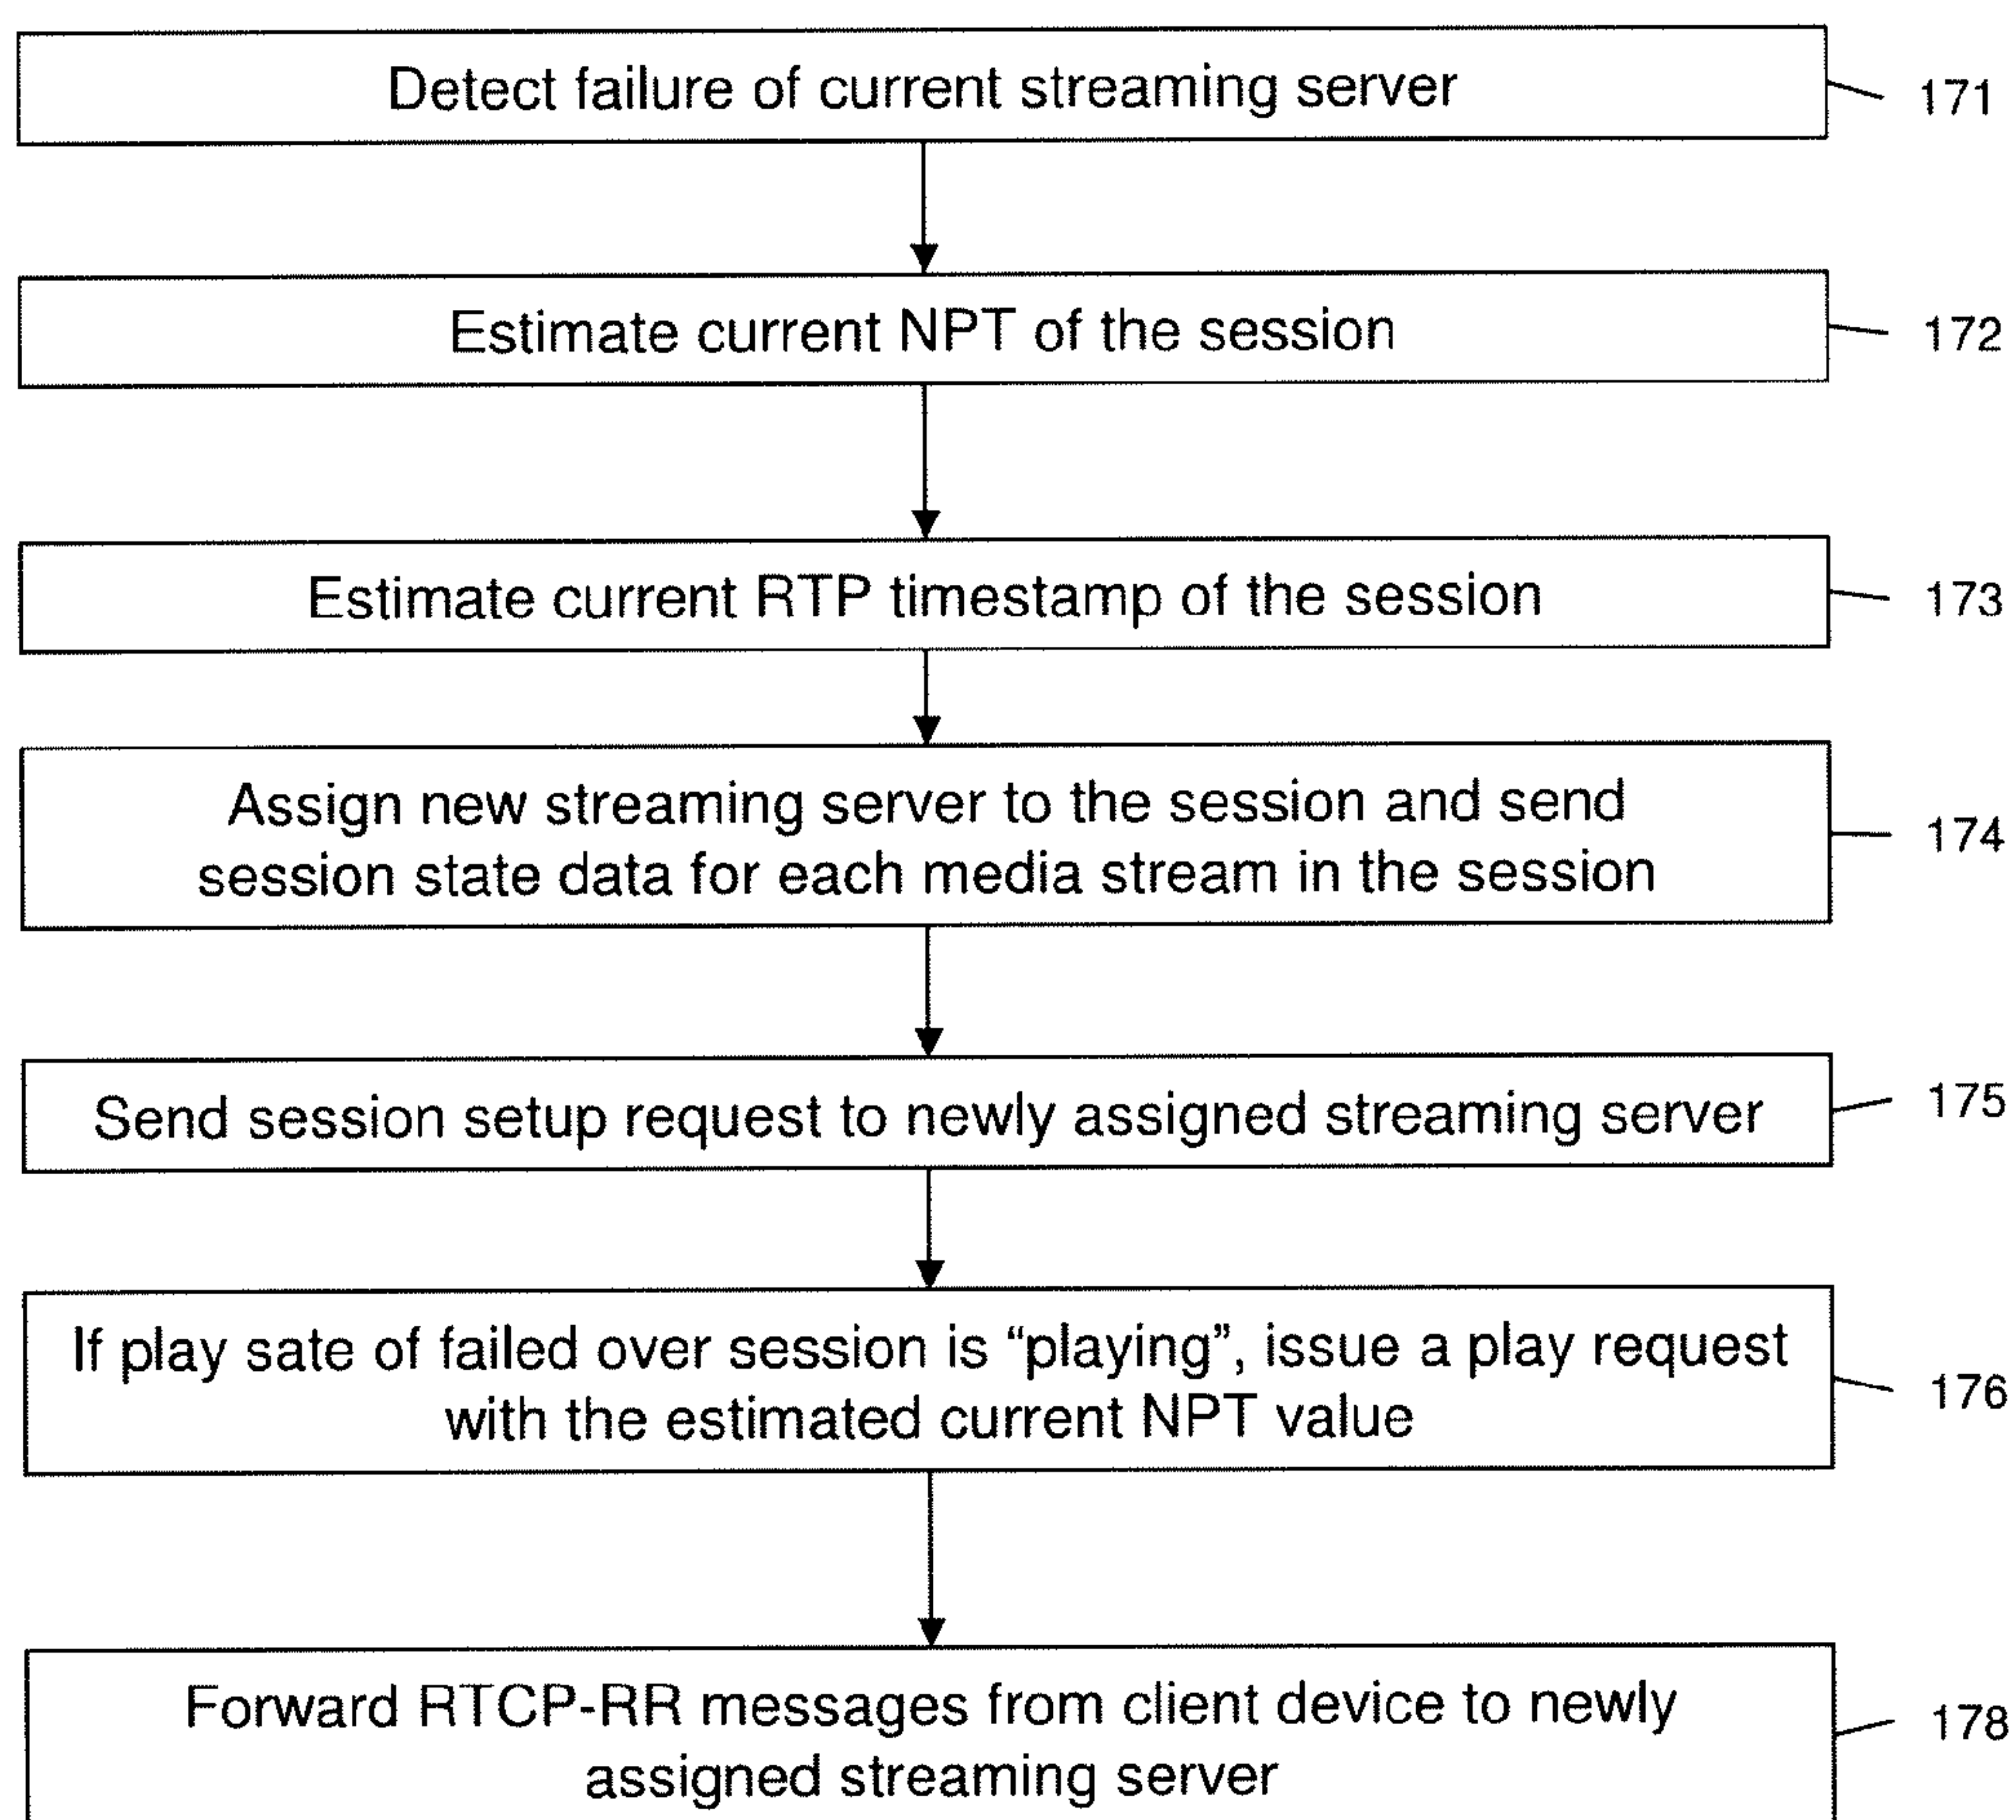 Detect failure of current streaming server
171
Estimate current NPT of the session
172
Estimate current RTP timestamp of the session
173
Assign new streaming server to the session and send
session state data for each media stream in the session
174
Send session setup request to newly assigned streaming server
175
If play sate of failed over session is “playing”, issue a play request
with the estimated current NPT value
176
Forward RTCP-RR messages from client device to newly
assigned streaming server
178